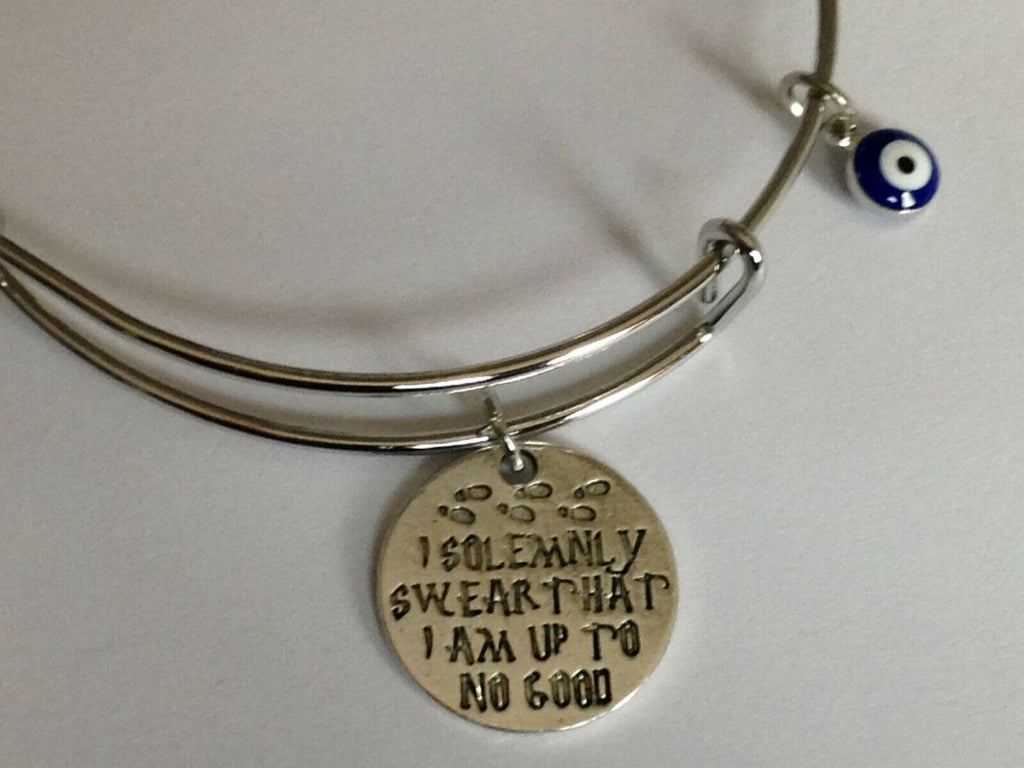 I SOLEMNLY
SWEAR THAT
I AM UP TO
NO GOOD